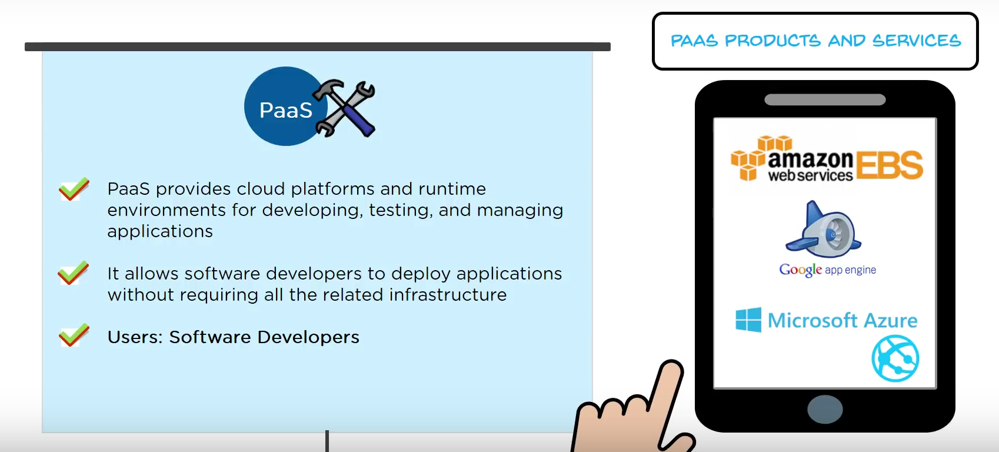 PAAS PRODUCTS AND SERVICES
PaaS
PaaS provides cloud platforms and runtime
environments for developing, testing, and managing
applications
It allows software developers to deploy applications
without requiring all the related infrastructure
Users: Software Developers
amazon
web services
EBS
Google app engine
Microsoft Azure